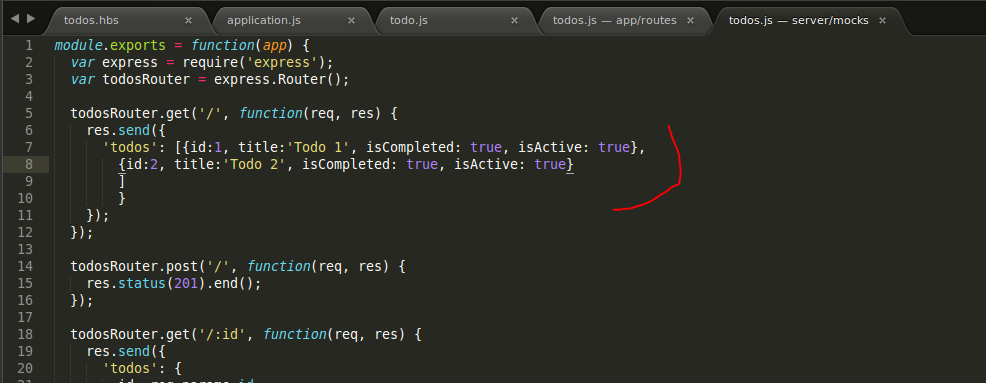 todos.hbs × application.js × todo.js × todos.js — app/routes × todos.js — server/mocks ×
1 module.exports = function(app) {
2 var express = require('express');
3 var todosRouter = express.Router();
4
5 todosRouter.get('/', function(req, res) {
6 res.send({
7 'todos': [{id:1, title:'Todo 1', isCompleted: true, isActive: true},
8 {id:2, title:'Todo 2', isCompleted: true, isActive: true}
9 ]
10 }
11 });
12 });
13
14 todosRouter.post('/', function(req, res) {
15 res.status(201).end();
16 });
17
18 todosRouter.get('/:id', function(req, res) {
19 res.send({
20 'todos': {
21 id: req.params.id